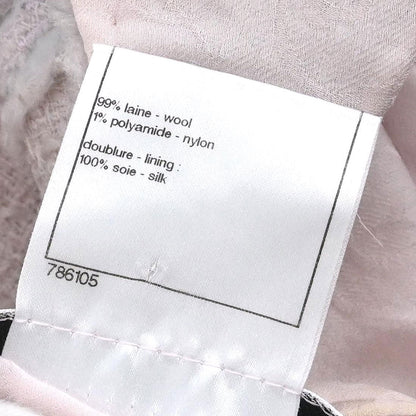 99% laine - wool
1% polyamide - nylon
doublure - lining :
100% soie - silk
786105